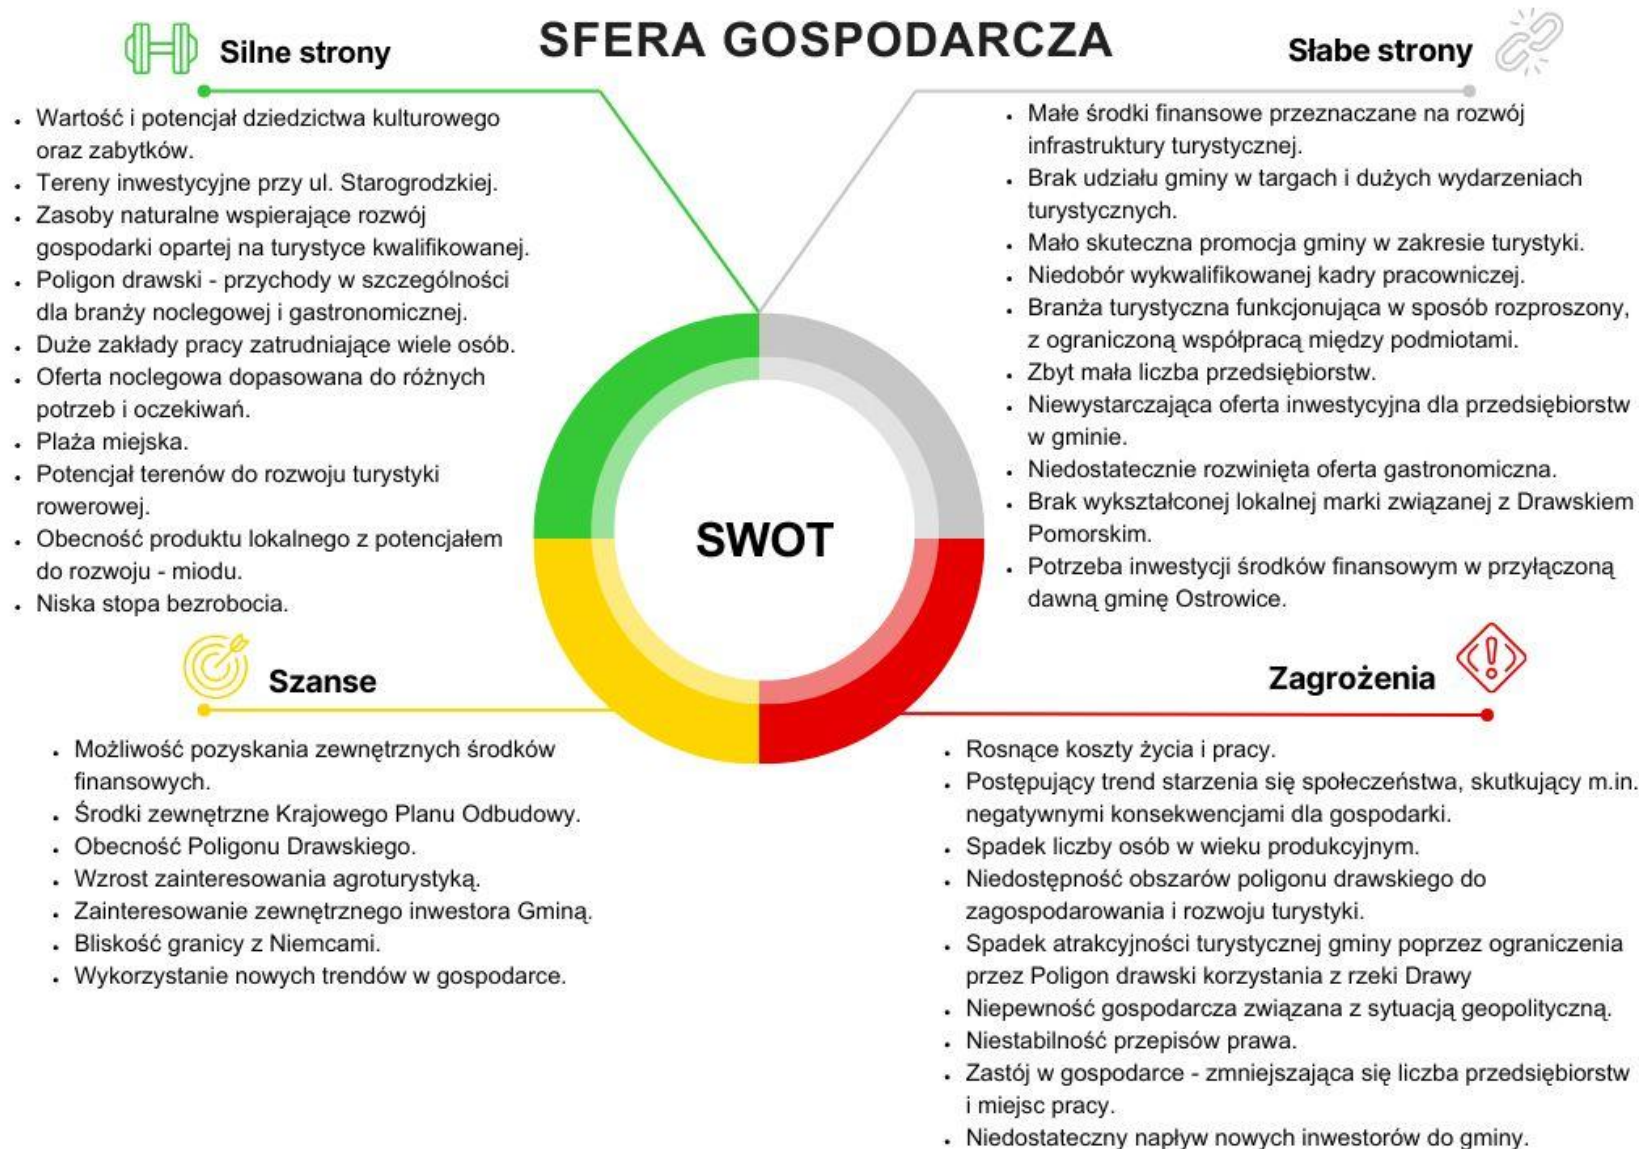 SFERA GOSPODARCZA
Silne strony
• Wartość i potencjał dziedzictwa kulturowego
oraz zabytków.
• Tereny inwestycyjne przy ul. Starogrodzkiej.
• Zasoby naturalne wspierające rozwój
gospodarki opartej na turystyce kwalifikowanej.
• Poligon drawski - przychody w szczególności
dla branży noclegowej i gastronomicznej.
• Duże zakłady pracy zatrudniające wiele osób.
• Oferta noclegowa dopasowana do różnych
potrzeb i oczekiwań.
• Plaża miejska.
• Potencjał terenów do rozwoju turystyki
rowerowej.
• Obecność produktu lokalnego z potencjałem
do rozwoju - miodu.
• Niska stopa bezrobocia.
Słabe strony
• Małe środki finansowe przeznaczane na rozwój
infrastruktury turystycznej.
• Brak udziału gminy w targach i dużych wydarzeniach
turystycznych.
• Mało skuteczna promocja gminy w zakresie turystyki.
• Niedobór wykwalifikowanej kadry pracowniczej.
• Branża turystyczna funkcjonująca w sposób rozproszony,
z ograniczoną współpracą między podmiotami.
• Zbyt mała liczba przedsiębiorstw.
• Niewystarczająca oferta inwestycyjna dla przedsiębiorstw
w gminie.
• Niedostatecznie rozwinięta oferta gastronomiczna.
• Brak wykształconej lokalnej marki związanej z Drawskiem
Pomorskim.
• Potrzeba inwestycji środków finansowym w przyłączoną
dawną gminę Ostrowice.
SWOT
Szanse
• Możliwość pozyskania zewnętrznych środków
finansowych.
• Środki zewnętrzne Krajowego Planu Odbudowy.
• Obecność Poligonu Drawskiego.
• Wzrost zainteresowania agroturystyką.
• Zainteresowanie zewnętrznego inwestora Gminą.
• Bliskość granicy z Niemcami.
• Wykorzystanie nowych trendów w gospodarce.
Zagrożenia
• Rosnące koszty życia i pracy.
• Postępujący trend starzenia się społeczeństwa, skutkujący m.in.
negatywnymi konsekwencjami dla gospodarki.
• Spadek liczby osób w wieku produkcyjnym.
• Niedostępność obszarów poligonu drawskiego do
zagospodarowania i rozwoju turystyki.
• Spadek atrakcyjności turystycznej gminy poprzez ograniczenia
przez Poligon drawski korzystania z rzeki Drawy
• Niepewność gospodarcza związana z sytuacją geopolityczną.
• Niestabilność przepisów prawa.
• Zastój w gospodarce - zmniejszająca się liczba przedsiębiorstw
i miejsc pracy.
• Niedostateczny napływ nowych inwestorów do gminy.